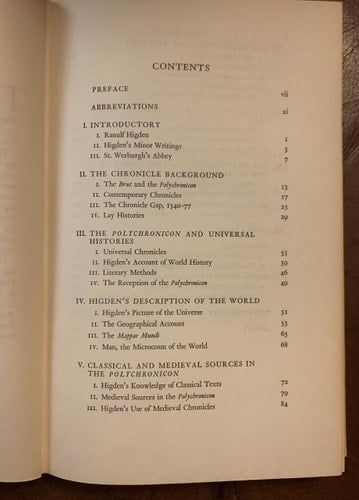 CONTENTS
PREFACE vii
ABBREVIATIONS xi
I. INTRODUCTORY
I. Ranulf Higden 1
II. Higden's Minor Writings 3
III. St. Werburgh's Abbey 7
II. THE CHRONICLE BACKGROUND
I. The Brut and the Polychronicon 13
II. Contemporary Chronicles 17
III. The Chronicle Gap, 1340-77 25
IV. Lay Histories 29
III. THE POLYCHRONICON AND UNIVERSAL
HISTORIES
I. Universal Chronicles 33
II. Higden's Account of World History 39
III. Literary Methods 46
IV. The Reception of the Polychronicon 49
IV. HIGDEN'S DESCRIPTION OF THE WORLD
I. Higden's Picture of the Universe 51
II. The Geographical Account 53
III. The Mappae Mundi 63
IV. Man, the Microcosm of the World 68
V. CLASSICAL AND MEDIEVAL SOURCES IN
THE POLYCHRONICON
I. Higden's Knowledge of Classical Texts 72
II. Medieval Sources in the Polychronicon 79
III. Higden's Use of Medieval Chronicles 84